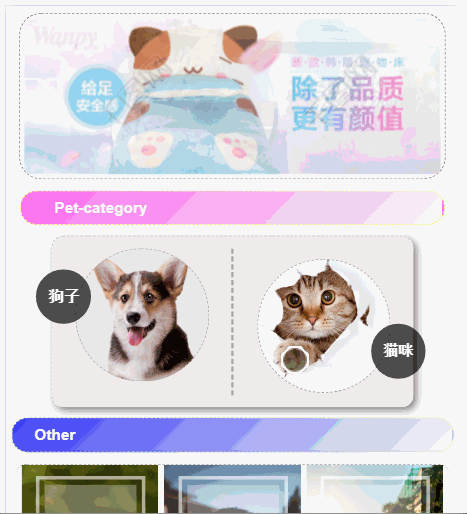 Wanpy
给足
安全感
新·款·韩·版·宠·物·床
除了品质
更有颜值
Pet-category
狗子
猫咪
Other